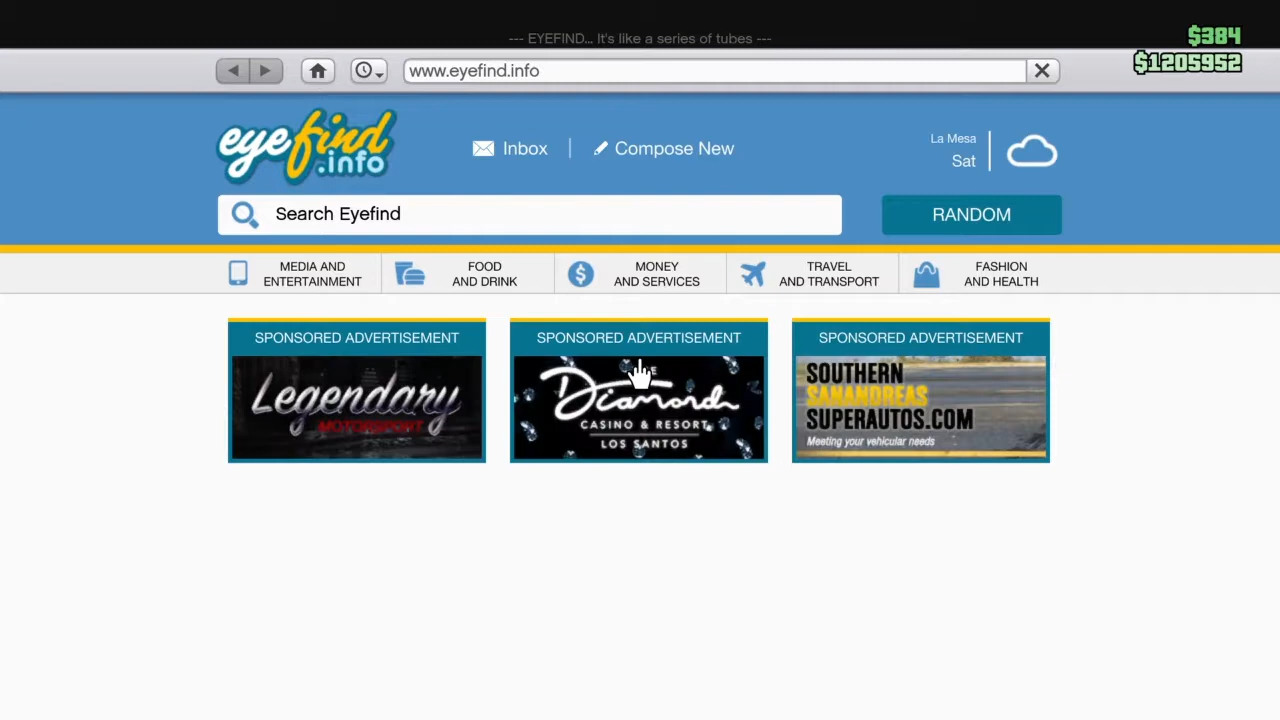 --- EYEFIND... It's like a series of tubes ---
$384
$1205952
www.eyefind.info
eyefind
.info
Inbox
Compose New
La Mesa
Sat
Search Eyefind
RANDOM
MEDIA AND
ENTERTAINMENT
FOOD
AND DRINK
MONEY
AND SERVICES
TRAVEL
AND TRANSPORT
FASHION
AND HEALTH
SPONSORED ADVERTISEMENT
Legendary
MOTORSPORT
SPONSORED ADVERTISEMENT
Diamond
CASINO & RESORT
LOS SANTOS
SPONSORED ADVERTISEMENT
SOUTHERN
SANANDREAS
SUPERAUTOS.COM
Meeting your vehicular needs